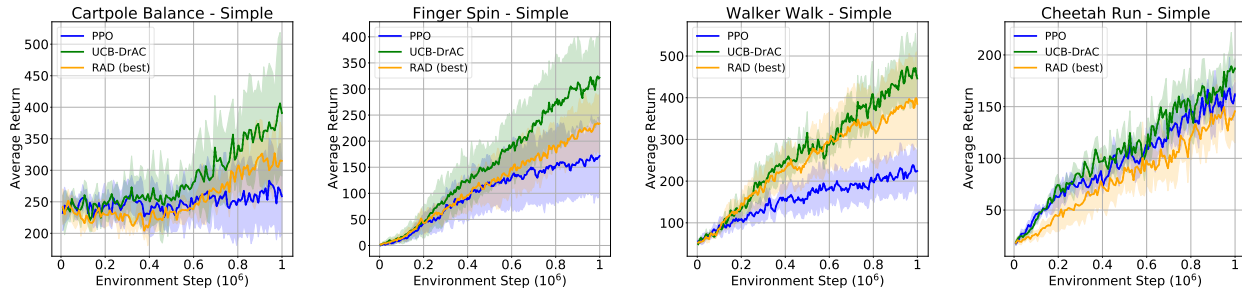 Cartpole Balance - Simple
PPO
UCB-DrAC
RAD (best)
Average Return
500
450
400
350
300
250
200
0 0.2 0.4 0.6 0.8 1
Environment Step (10⁶)
Finger Spin - Simple
PPO
UCB-DrAC
RAD (best)
Average Return
400
350
300
250
200
150
100
50
0
0 0.2 0.4 0.6 0.8 1
Environment Step (10⁶)
Walker Walk - Simple
PPO
UCB-DrAC
RAD (best)
Average Return
500
400
300
200
100
0 0.2 0.4 0.6 0.8 1
Environment Step (10⁶)
Cheetah Run - Simple
PPO
UCB-DrAC
RAD (best)
Average Return
200
150
100
50
0 0.2 0.4 0.6 0.8 1
Environment Step (10⁶)